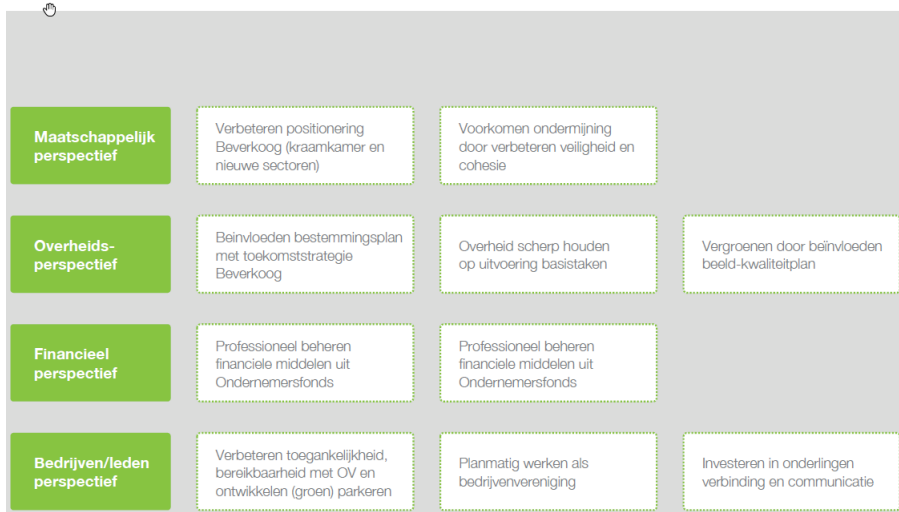 Maatschappelijk
perspectief
Verbeteren positionering
Beverkoog (kraamkamer en
nieuwe sectoren)
Voorkomen ondermijning
door verbeteren veiligheid en
cohesie
Overheids-
perspectief
Beinvloeden bestemmingsplan
met toekomststrategie
Beverkoog
Overheid scherp houden
op uitvoering basistaken
Vergroenen door beïnvloeden
beeld-kwaliteitplan
Financieel
perspectief
Professioneel beheren
financiele middelen uit
Ondernemersfonds
Professioneel beheren
financiele middelen uit
Ondernemersfonds
Bedrijven/leden
perspectief
Verbeteren toegankelijkheid,
bereikbaarheid met OV en
ontwikkelen (groen) parkeren
Planmatig werken als
bedrijvenvereniging
Investeren in onderlingen
verbinding en communicatie